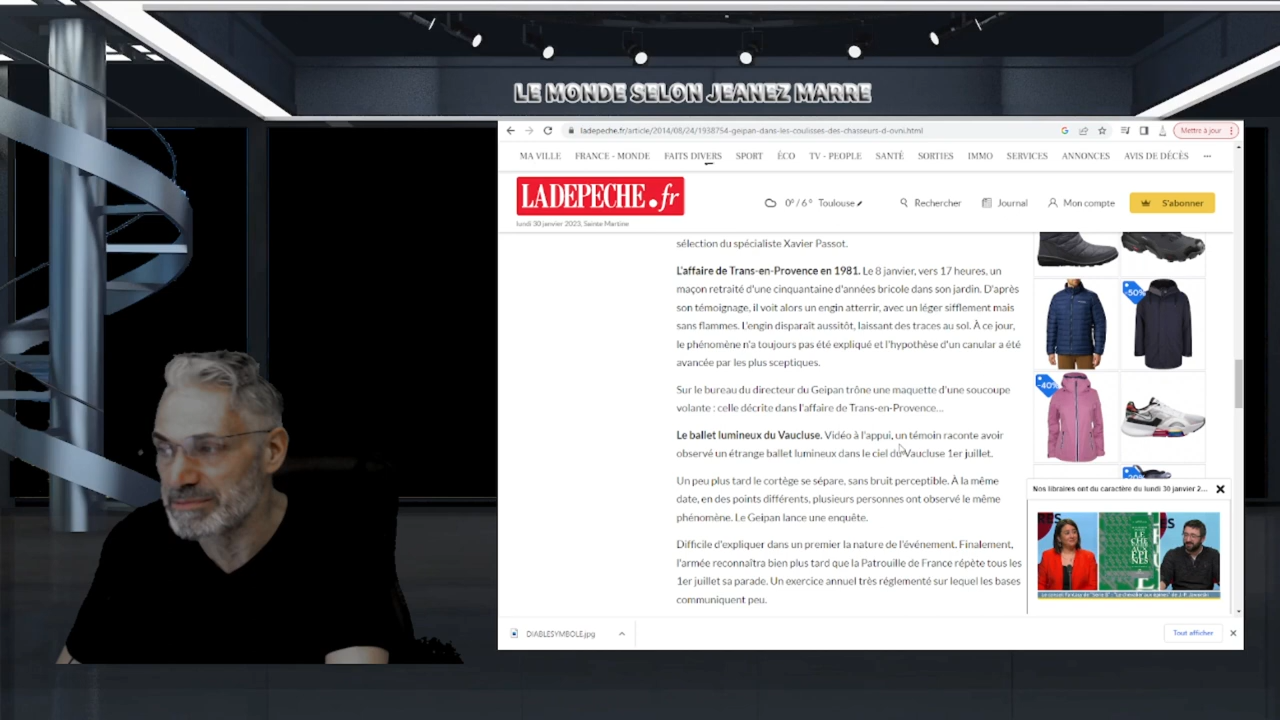 LE MONDE SELON JEANEZ MARRE
ladepeche.fr/article/2014/08/24/1938754-geipan-dans-les-coulisses-des-chasseurs-d-ovni.html
Mettre à jour
MA VILLE FRANCE - MONDE FAITS DIVERS SPORT ÉCO TV - PEOPLE SANTÉ SORTIES IMMO SERVICES ANNONCES AVIS DE DÉCÈS ...
LADEPECHE.fr
0° / 6° Toulouse
Rechercher
Journal
Mon compte
S'abonner
lundi 30 janvier 2023, Sainte Martine
sélection du spécialiste Xavier Passot.
L'affaire de Trans-en-Provence en 1981. Le 8 janvier, vers 17 heures, un
maçon retraité d'une cinquantaine d'années bricole dans son jardin. D'après
son témoignage, il voit alors un engin atterrir, avec un léger sifflement mais
sans flammes. L'engin disparaît aussitôt, laissant des traces au sol. À ce jour,
le phénomène n'a toujours pas été expliqué et l'hypothèse d'un canular a été
avancée par les plus sceptiques.
Sur le bureau du directeur du Geipan trône une maquette d'une soucoupe
volante : celle décrite dans l'affaire de Trans-en-Provence...
Le ballet lumineux du Vaucluse. Vidéo à l'appui, un témoin raconte avoir
observé un étrange ballet lumineux dans le ciel du Vaucluse 1er juillet.
Un peu plus tard le cortège se sépare, sans bruit perceptible. À la même
date, en des points différents, plusieurs personnes ont observé le même
phénomène. Le Geipan lance une enquête.
Difficile d'expliquer dans un premier la nature de l'événement. Finalement,
l'armée reconnaîtra bien plus tard que la Patrouille de France répète tous les
1er juillet sa parade. Un exercice annuel très réglementé sur lequel les bases
communiquent peu.
-50%
-40%
Nos libraires ont du caractère du lundi 30 janvier 2...
DIABLESYMBOLE.jpg
Tout afficher